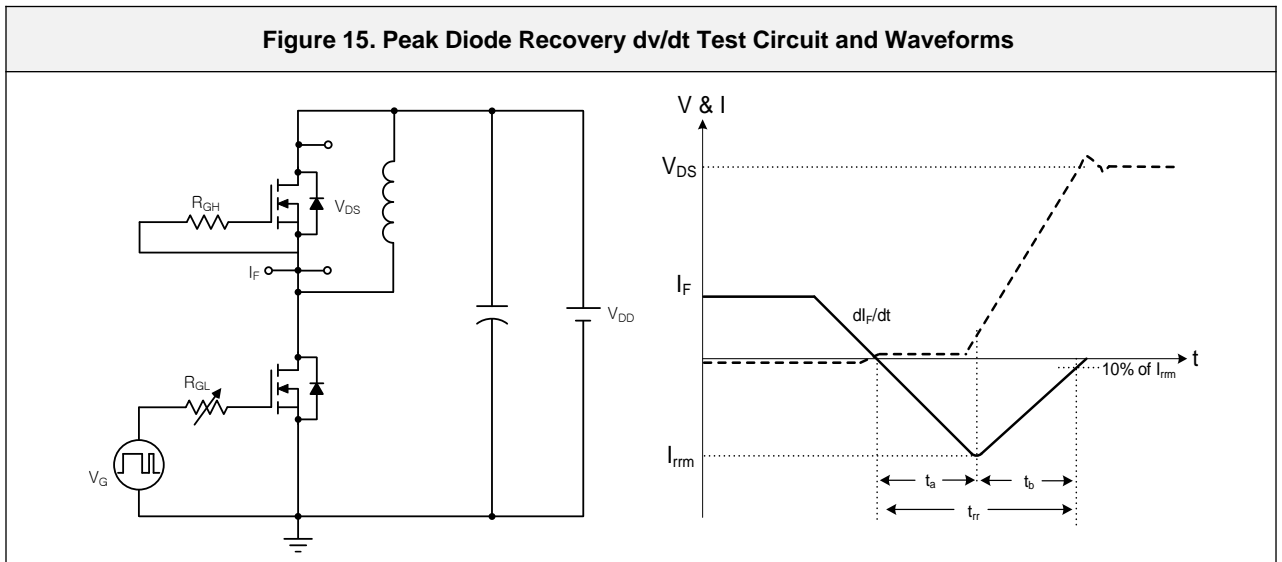 Figure 15. Peak Diode Recovery dv/dt Test Circuit and Waveforms
RGH
VDS
IF
VDD
RGL
VG
V & I
VDS
IF
dIF/dt
t
10% of Irrm
Irrm
ta
tb
trr